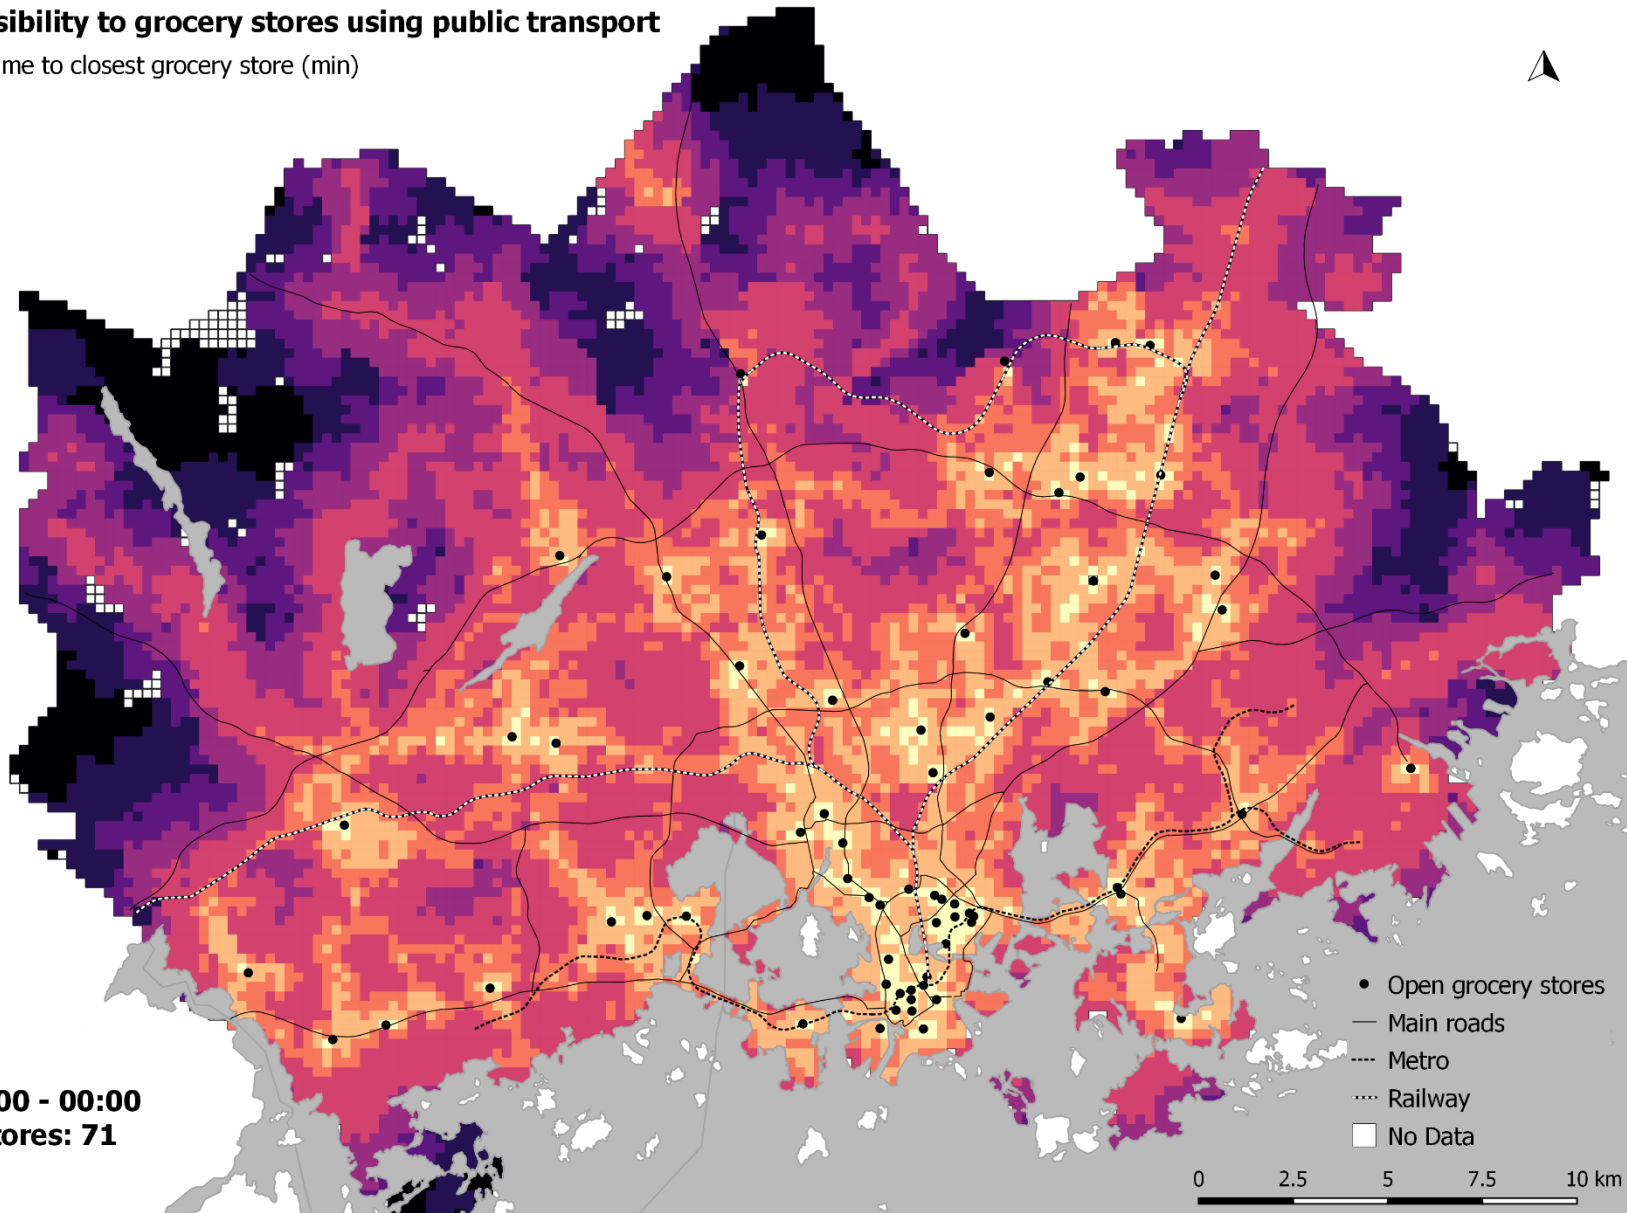 sibility to grocery stores using public transport
me to closest grocery store (min)
Open grocery stores
Main roads
Metro
Railway
No Data
00 - 00:00
tores: 71
0 2.5 5 7.5 10 km